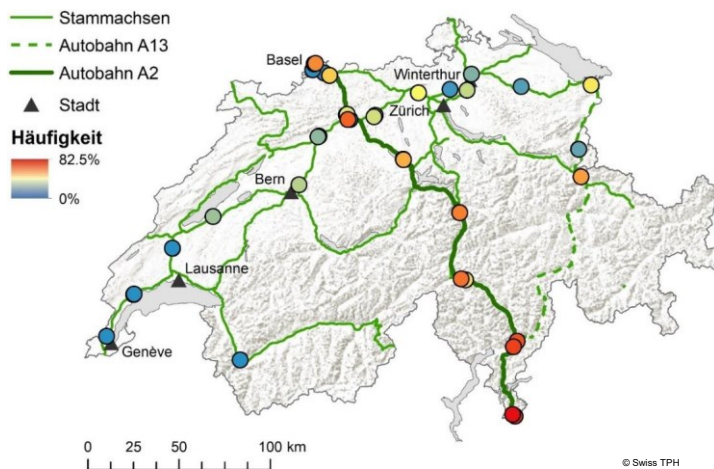 Stammachsen
Autobahn A13
Autobahn A2
Stadt
Häufigkeit
82.5%
0%
Basel
Winterthur
Zürich
Bern
Lausanne
Genève
0 25 50 100 km
© Swiss TPH